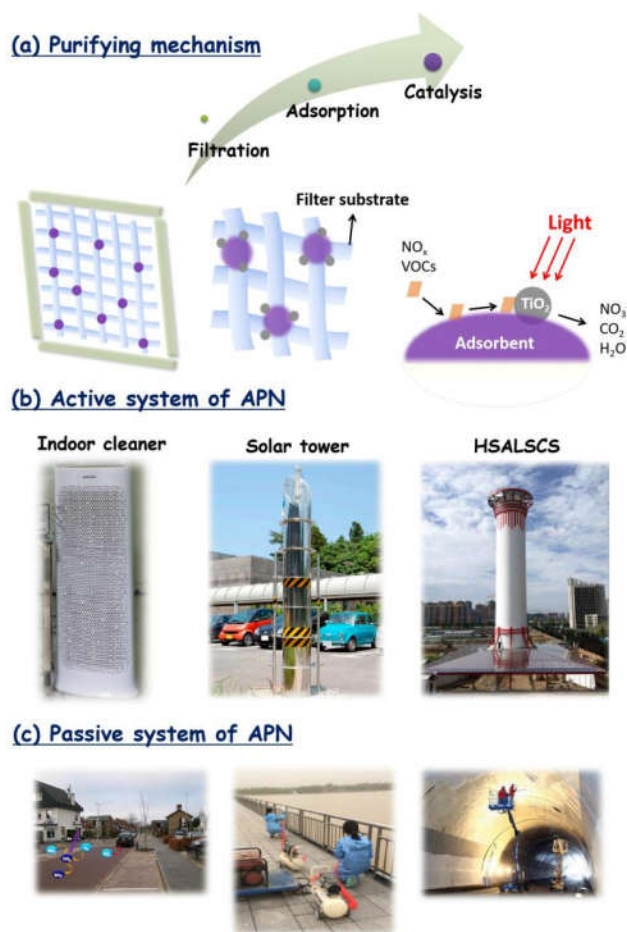 (a) Purifying mechanism
Catalysis
Adsorption
Filtration
Filter substrate
Light
NOx
VOCs
TiO2
NO3
CO2
H2O
Adsorbent
(b) Active system of APN
Indoor cleaner
Solar tower
HSALSCS
(c) Passive system of APN